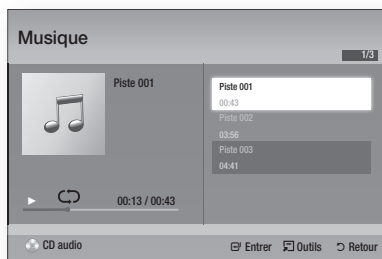 Musique
1/3
Piste 001
00:13 / 00:43
Piste 001
00:43
Piste 002
03:56
Piste 003
04:41
CD audio
Entrer Outils Retour